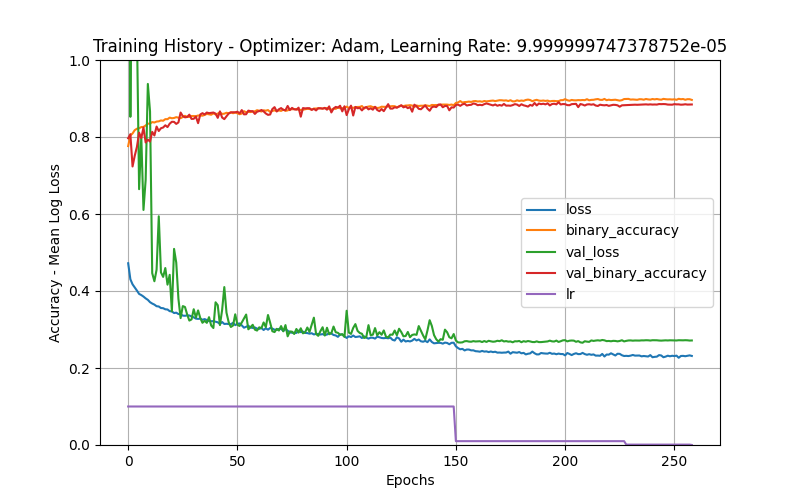 Training History - Optimizer: Adam, Learning Rate: 9.999999747378752e-05
1.0
0.8
0.6
0.4
0.2
0.0
Accuracy - Mean Log Loss
loss
binary_accuracy
val_loss
val_binary_accuracy
lr
0 50 100 150 200 250
Epochs